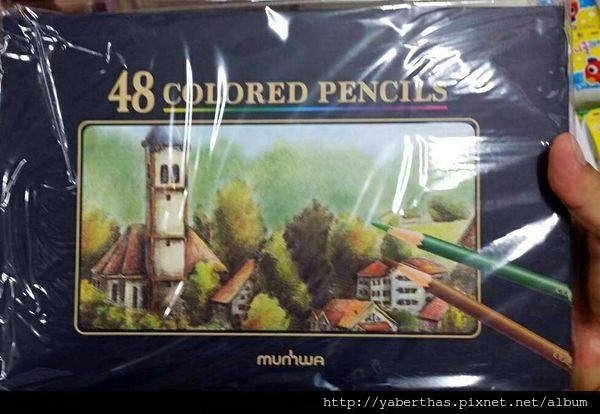 48 COLORED PENCILS
munhwa
http://yaberthas.pixnet.net/album